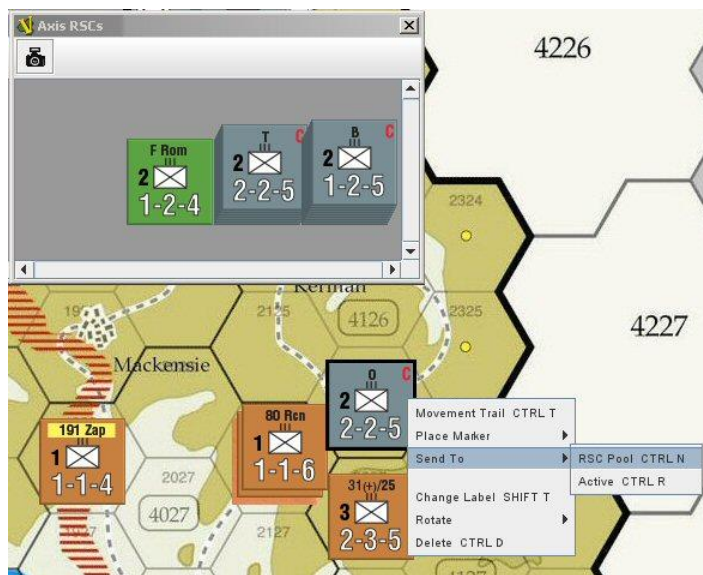 Axis RSCs
F Rom
2
1-2-4
T
C
2
2-2-5
B
C
2
1-2-5
4226
2324
Kerman
2125
4126
2325
4227
Mackensie
O
C
2
2-2-5
191 Zap
1
1-1-4
80 Rcn
1
1-1-6
31(+)/25
3
2-3-5
2027
4027
2127
Movement Trail CTRL T
Place Marker
Send To
Change Label SHIFT T
Rotate
Delete CTRL D
RSC Pool CTRL N
Active CTRL R